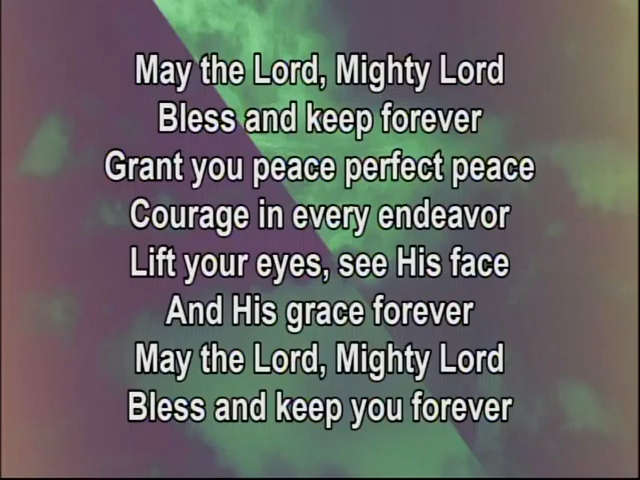 May the Lord, Mighty Lord
Bless and keep forever
Grant you peace perfect peace
Courage in every endeavor
Lift your eyes, see His face
And His grace forever
May the Lord, Mighty Lord
Bless and keep you forever